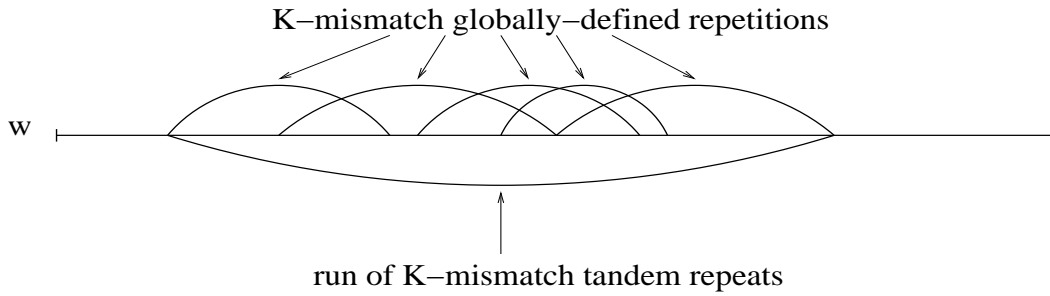 K–mismatch globally–defined repetitions
w
run of K–mismatch tandem repeats